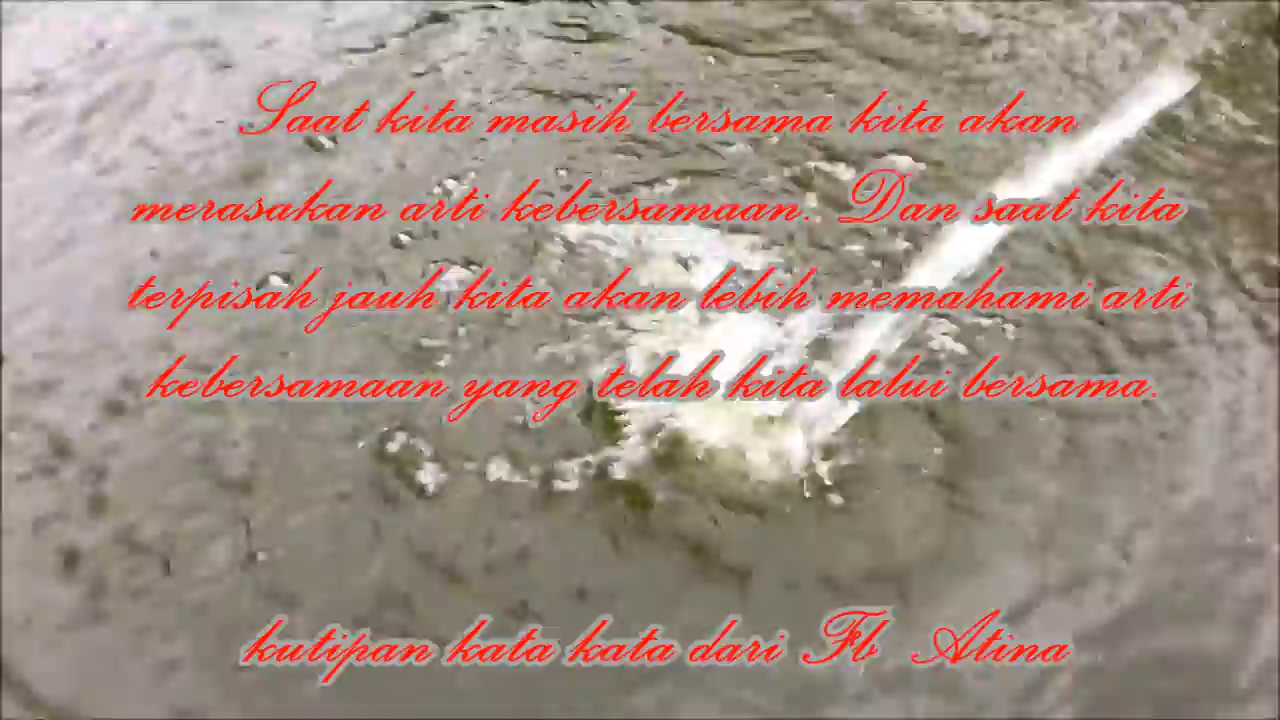 Saat kita masih bersama kita akan
merasakan arti kebersamaan. Dan saat kita
terpisah jauh kita akan lebih memahami arti
kebersamaan yang telah kita lalui bersama.
kutipan kata kata dari Fb Atina